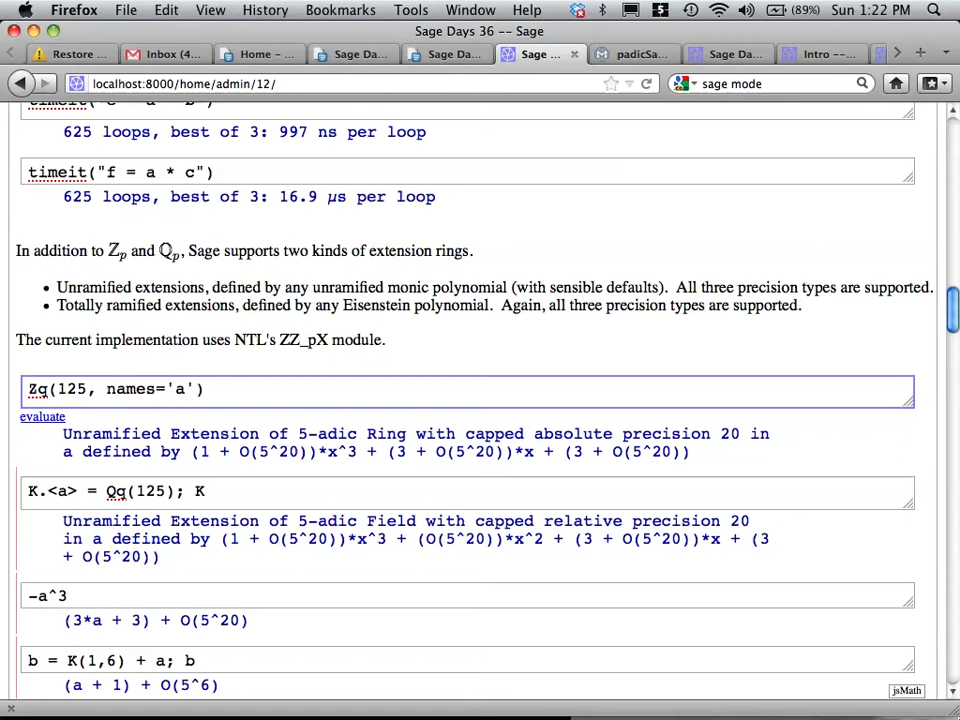 Firefox File Edit View History Bookmarks Tools Window Help (89%) Sun 1:22 PM
Sage Days 36 -- Sage
Restore ... Inbox (4... Home – ... Sage Da... Sage Da... Sage ... padicSa... Sage Da... Intro --...
localhost:8000/home/admin/12/ sage mode
625 loops, best of 3: 997 ns per loop
timeit("f = a * c")
625 loops, best of 3: 16.9 µs per loop
In addition to ℤp and ℚp, Sage supports two kinds of extension rings.
• Unramified extensions, defined by any unramified monic polynomial (with sensible defaults). All three precision types are supported.
• Totally ramified extensions, defined by any Eisenstein polynomial. Again, all three precision types are supported.
The current implementation uses NTL's ZZ_pX module.
Zq(125, names='a')
evaluate
Unramified Extension of 5-adic Ring with capped absolute precision 20 in
a defined by (1 + O(5^20))*x^3 + (3 + O(5^20))*x + (3 + O(5^20))
K.<a> = Qq(125); K
Unramified Extension of 5-adic Field with capped relative precision 20
in a defined by (1 + O(5^20))*x^3 + (O(5^20))*x^2 + (3 + O(5^20))*x + (3
+ O(5^20))
-a^3
(3*a + 3) + O(5^20)
b = K(1,6) + a; b
(a + 1) + O(5^6)
jsMath